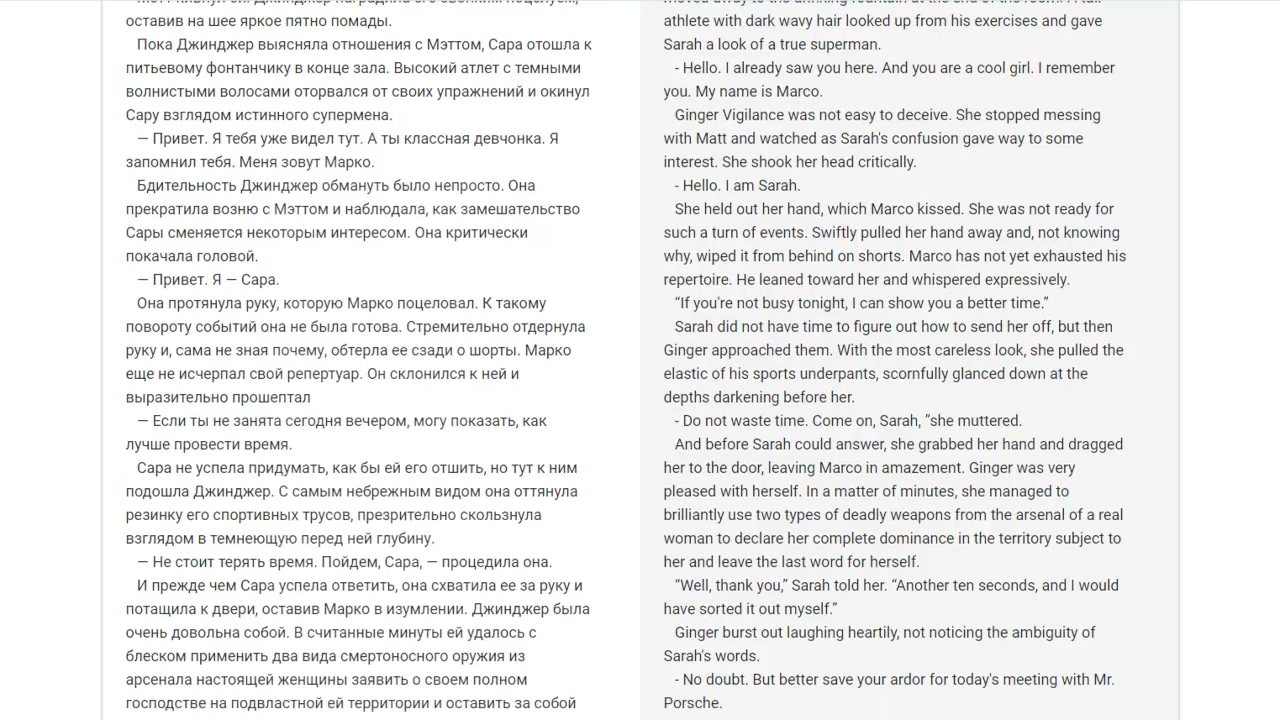 оставив на шее яркое пятно помады.
Пока Джинджер выясняла отношения с Мэттом, Сара отошла к
питьевому фонтанчику в конце зала. Высокий атлет с темными
волнистыми волосами оторвался от своих упражнений и окинул
Сару взглядом истинного супермена.
— Привет. Я тебя уже видел тут. А ты классная девчонка. Я
запомнил тебя. Меня зовут Марко.
Бдительность Джинджер обмануть было непросто. Она
прекратила возню с Мэттом и наблюдала, как замешательство
Сары сменяется некоторым интересом. Она критически
покачала головой.
— Привет. Я — Сара.
Она протянула руку, которую Марко поцеловал. К такому
повороту событий она не была готова. Стремительно отдернула
руку и, сама не зная почему, обтерла ее сзади о шорты. Марко
еще не исчерпал свой репертуар. Он склонился к ней и
выразительно прошептал
— Если ты не занята сегодня вечером, могу показать, как
лучше провести время.
Сара не успела придумать, как бы ей его отшить, но тут к ним
подошла Джинджер. С самым небрежным видом она оттянула
резинку его спортивных трусов, презрительно скользнула
взглядом в темнеющую перед ней глубину.
— Не стоит терять время. Пойдем, Сара, — процедила она.
И прежде чем Сара успела ответить, она схватила ее за руку и
потащила к двери, оставив Марко в изумлении. Джинджер была
очень довольна собой. В считанные минуты ей удалось с
блеском применить два вида смертоносного оружия из
арсенала настоящей женщины заявить о своем полном
господстве на подвластной ей территории и оставить за собой
athlete with dark wavy hair looked up from his exercises and gave
Sarah a look of a true superman.
- Hello. I already saw you here. And you are a cool girl. I remember
you. My name is Marco.
Ginger Vigilance was not easy to deceive. She stopped messing
with Matt and watched as Sarah's confusion gave way to some
interest. She shook her head critically.
- Hello. I am Sarah.
She held out her hand, which Marco kissed. She was not ready for
such a turn of events. Swiftly pulled her hand away and, not knowing
why, wiped it from behind on shorts. Marco has not yet exhausted his
repertoire. He leaned toward her and whispered expressively.
“If you're not busy tonight, I can show you a better time.”
Sarah did not have time to figure out how to send her off, but then
Ginger approached them. With the most careless look, she pulled the
elastic of his sports underpants, scornfully glanced down at the
depths darkening before her.
- Do not waste time. Come on, Sarah, ”she muttered.
And before Sarah could answer, she grabbed her hand and dragged
her to the door, leaving Marco in amazement. Ginger was very
pleased with herself. In a matter of minutes, she managed to
brilliantly use two types of deadly weapons from the arsenal of a real
woman to declare her complete dominance in the territory subject to
her and leave the last word for herself.
“Well, thank you,” Sarah told her. “Another ten seconds, and I would
have sorted it out myself.”
Ginger burst out laughing heartily, not noticing the ambiguity of
Sarah's words.
- No doubt. But better save your ardor for today's meeting with Mr.
Porsche.